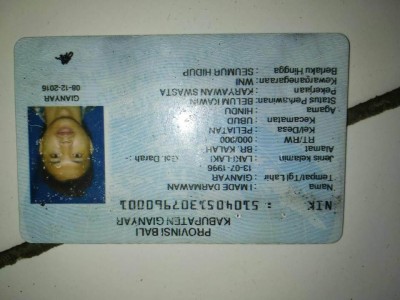 PROVINSI BALI
KABUPATEN GIANYAR
NIK : 5104051307960001
Nama : I MADE DARMAWAN
Tempat/Tgl Lahir : GIANYAR
13-07-1996
Jenis kelamin : LAKI-LAKI Gol. Darah : -
Alamat : BR. KALAH
RT/RW : 000/000
Kel/Desa : PELIATAN
Kecamatan : UBUD
Agama : HINDU
Status Perkawinan : BELUM KAWIN
Pekerjaan : KARYAWAN SWASTA
Kewarganegaraan : WNI
Berlaku Hingga : SEUMUR HIDUP
GIANYAR
08-12-2016